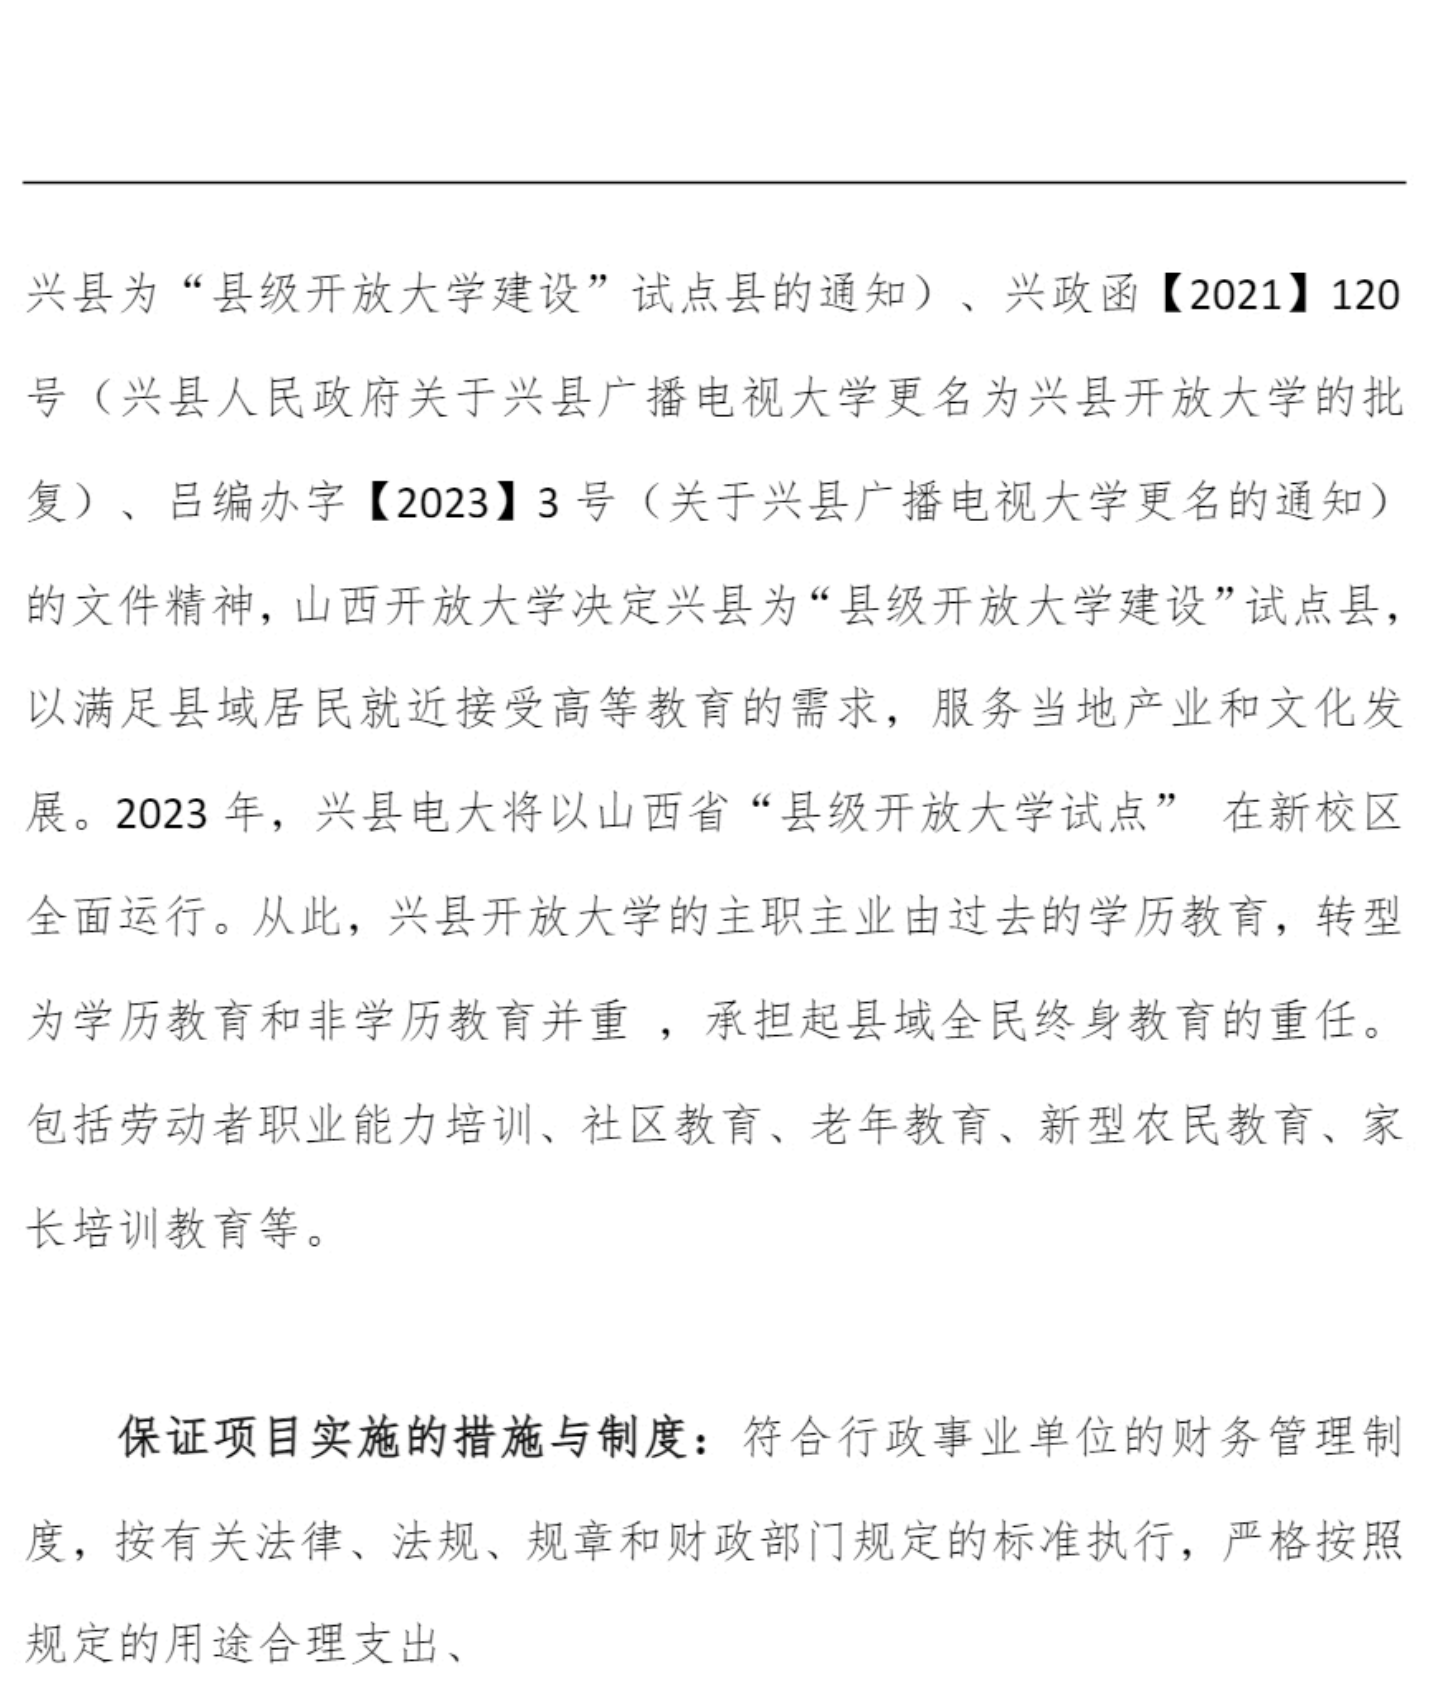 兴县为“县级开放大学建设”试点县的通知）、兴政函【2021】120
号（兴县人民政府关于兴县广播电视大学更名为兴县开放大学的批
复）、吕编办字【2023】3 号（关于兴县广播电视大学更名的通知）
的文件精神，山西开放大学决定兴县为“县级开放大学建设”试点县，
以满足县域居民就近接受高等教育的需求，服务当地产业和文化发
展。2023 年，兴县电大将以山西省“县级开放大学试点” 在新校区
全面运行。从此，兴县开放大学的主职主业由过去的学历教育，转型
为学历教育和非学历教育并重 ，承担起县域全民终身教育的重任。
包括劳动者职业能力培训、社区教育、老年教育、新型农民教育、家
长培训教育等。
保证项目实施的措施与制度：符合行政事业单位的财务管理制
度，按有关法律、法规、规章和财政部门规定的标准执行，严格按照
规定的用途合理支出、